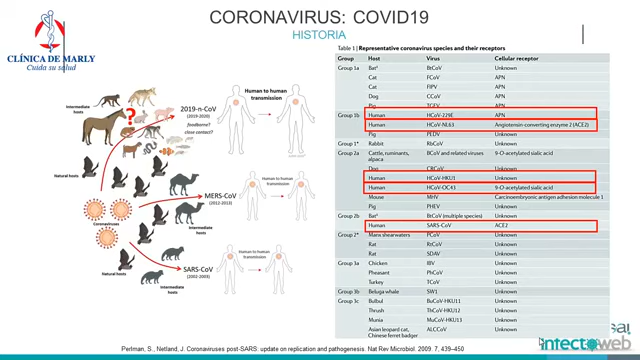 CORONAVIRUS: COVID19
HISTORIA
CLÍNICA DE MARLY
Cuida su salud
Intermediate hosts
?
2019-n-CoV
(2019-2020)
foodborne?
close contact?
Human to human transmission
Natural hosts
MERS-CoV
(2012-2013)
Human to human transmission
Coronaviruses
Intermediate hosts
SARS-CoV
(2002-2003)
Human to human transmission
Natural hosts
Intermediate hosts
Table 1 | Representative coronavirus species and their receptors
Group Host Virus Cellular receptor
Group 1a Bat* BtCoV Unknown
Cat FCoV APN
Cat FIPV APN
Dog CCoV APN
Pig TGEV APN
Group 1b Human HCoV-229E APN
Human HCoV-NL63 Angiotensin-converting enzyme 2 (ACE2)
Pig PEDV Unknown
Group 1* Rabbit RbCoV Unknown
Group 2a Cattle, ruminants, alpaca BCoV and related viruses 9-O-acetylated sialic acid
Dog CRCoV Unknown
Human HCoV-HKU1 Unknown
Human HCoV-OC43 9-O-acetylated sialic acid
Mouse MHV Carcinoembryonic antigen adhesion molecule 1
Pig PHEV Unknown
Group 2b Bat* BtCoV (multiple species) Unknown
Human SARS-CoV ACE2
Group 2* Manx shearwaters PCoV Unknown
Rat RtCoV Unknown
Rat SDAV Unknown
Group 3a Chicken IBV Unknown
Pheasant PhCoV Unknown
Turkey TCoV Unknown
Group 3b Beluga whale SW1 Unknown
Group 3c Bulbul BuCoV-HKU11 Unknown
Thrush ThCoV-HKU12 Unknown
Munia MuCoV-HKU13 Unknown
Asian leopard cat, Chinese ferret badger ALCCoV Unknown
infectoweb
Perlman, S., Netland, J. Coronaviruses post-SARS: update on replication and pathogenesis. Nat Rev Microbiol. 2009. 7, 439–450